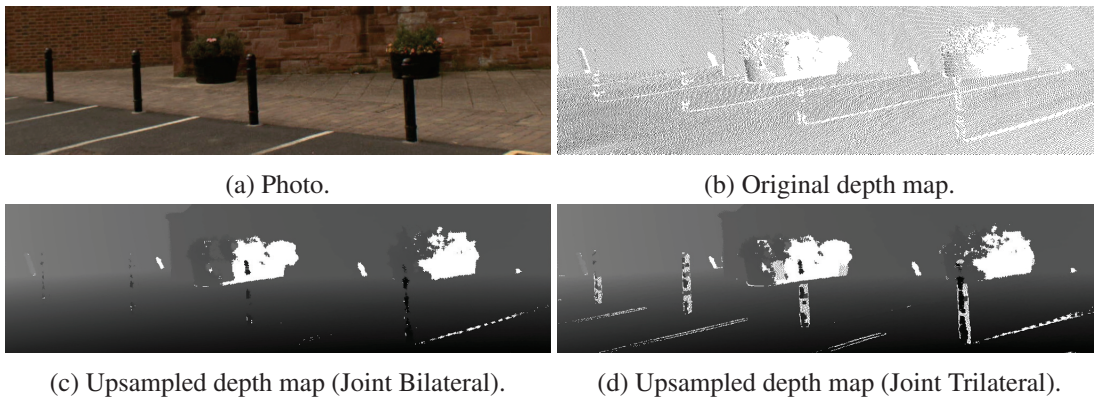 (a) Photo.
(b) Original depth map.
(c) Upsampled depth map (Joint Bilateral).
(d) Upsampled depth map (Joint Trilateral).